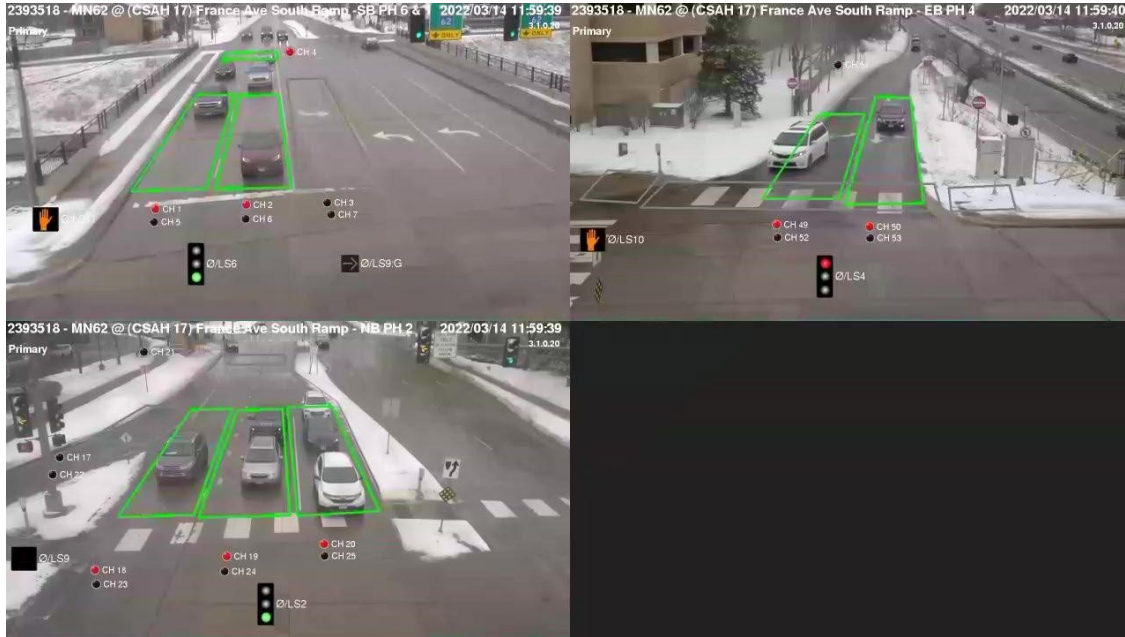 2393518 - MN62 @ (CSAH 17) France Ave South Ramp -SB PH 6 &
2022/03/14 11:59:39
Primary
3.1.0.20
62
ONLY
ONLY
CH 4
CH 1
CH 2
CH 3
CH 5
CH 6
CH 7
Ø/LS6
Ø/LS9:G
2393518 - MN62 @ (CSAH 17) France Ave South Ramp - EB PH 4
2022/03/14 11:59:40
Primary
3.1.0.20
Ø/LS10
CH 49
CH 50
CH 52
CH 53
Ø/LS4
2393518 - MN62 @ (CSAH 17) France Ave South Ramp - NB PH 2
2022/03/14 11:59:39
Primary
3.1.0.20
CH 21
CH 17
CH 22
CH 20
CH 19
CH 25
CH 18
CH 24
CH 23
Ø/LS9
Ø/LS2